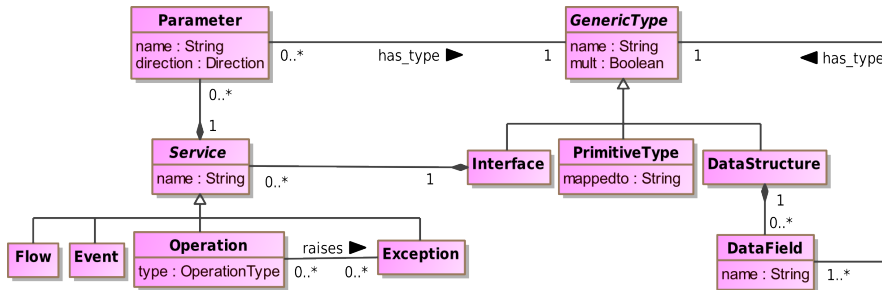 Parameter
name : String
direction : Direction
0..*
has_type
1
GenericType
name : String
mult : Boolean
1
has_type
0..*
1
Service
name : String
0..*
1
Interface
PrimitiveType
mappedto : String
DataStructure
1
0..*
Flow
Event
Operation
type : OperationType
raises
0..*
0..*
Exception
DataField
name : String
1..*